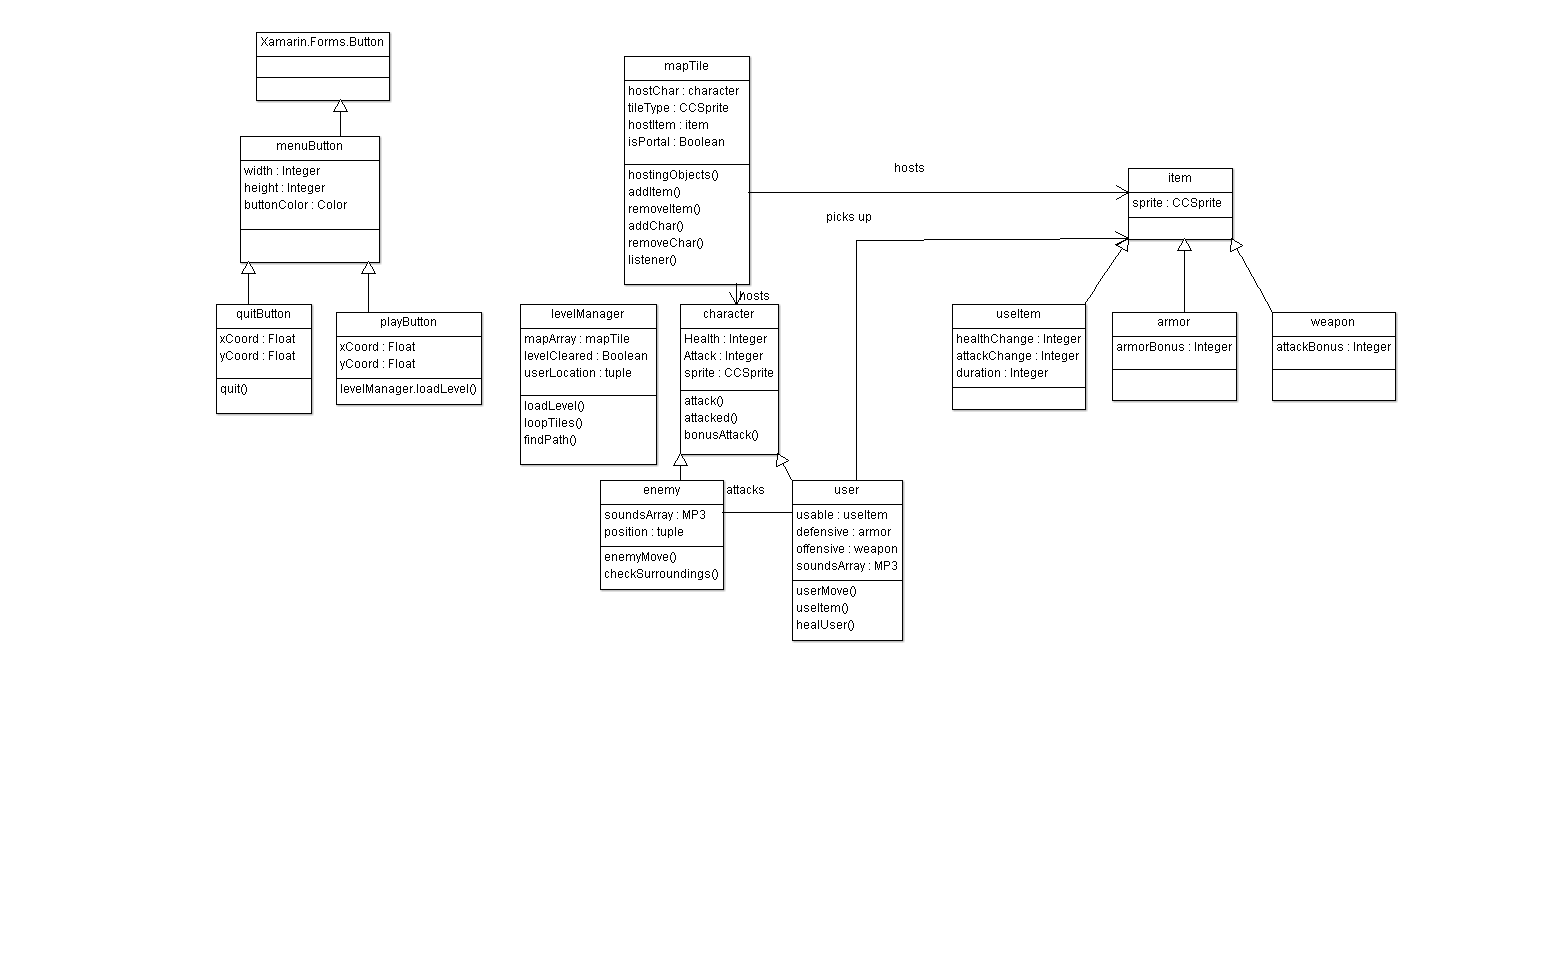 Xamarin.Forms.Button
menuButton
width : Integer
height : Integer
buttonColor : Color
quitButton
xCoord : Float
yCoord : Float
quit()
playButton
xCoord : Float
yCoord : Float
levelManager.loadLevel()
mapTile
hostChar : character
tileType : CCSprite
hostItem : item
isPortal : Boolean
hostingObjects()
addItem()
removeItem()
addChar()
removeChar()
listener()
hosts
picks up
hosts
levelManager
mapArray : mapTile
levelCleared : Boolean
userLocation : tuple
loadLevel()
loopTiles()
findPath()
character
Health : Integer
Attack : Integer
sprite : CCSprite
attack()
attacked()
bonusAttack()
enemy
soundsArray : MP3
position : tuple
enemyMove()
checkSurroundings()
attacks
user
usable : useItem
defensive : armor
offensive : weapon
soundsArray : MP3
userMove()
useItem()
healUser()
item
sprite : CCSprite
useItem
healthChange : Integer
attackChange : Integer
duration : Integer
armor
armorBonus : Integer
weapon
attackBonus : Integer